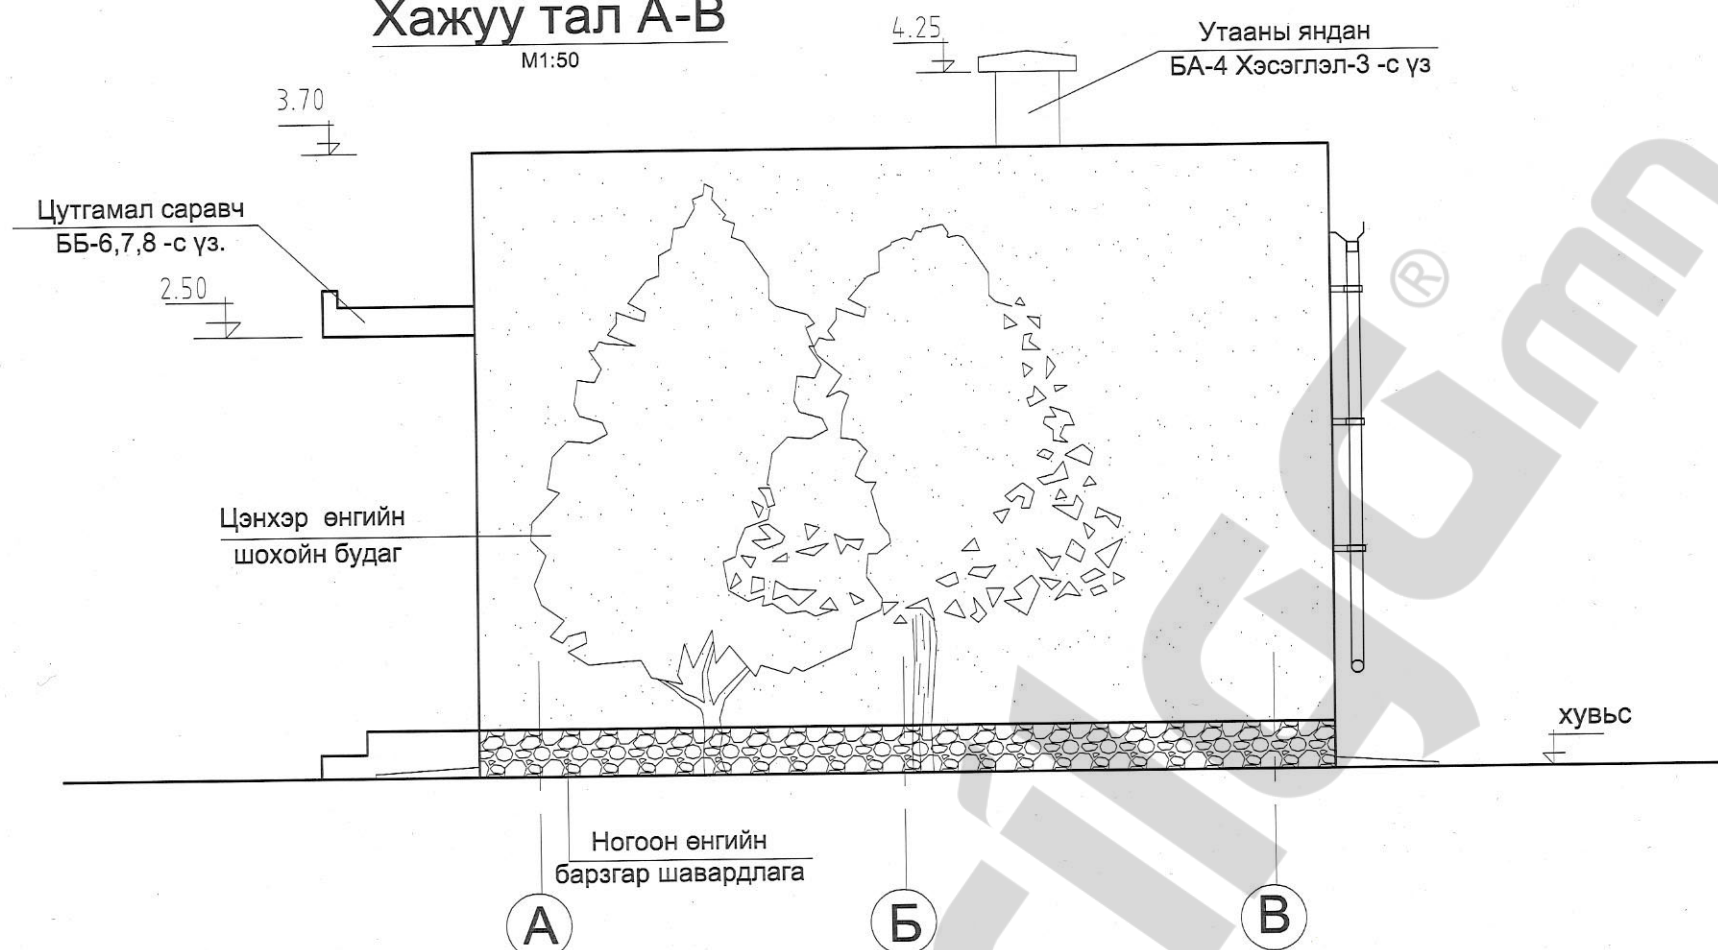 Хажуу тал А-В
М1:50
4.25
Утааны яндан
БА-4 Хэсэглэл-3 -с үз
3.70
Цутгамал саравч
ББ-6,7,8 -с үз.
2.50
Цэнхэр өнгийн
шохойн будаг
хувьс
Ногоон өнгийн
барзгар шавардлага
А
Б
В
®